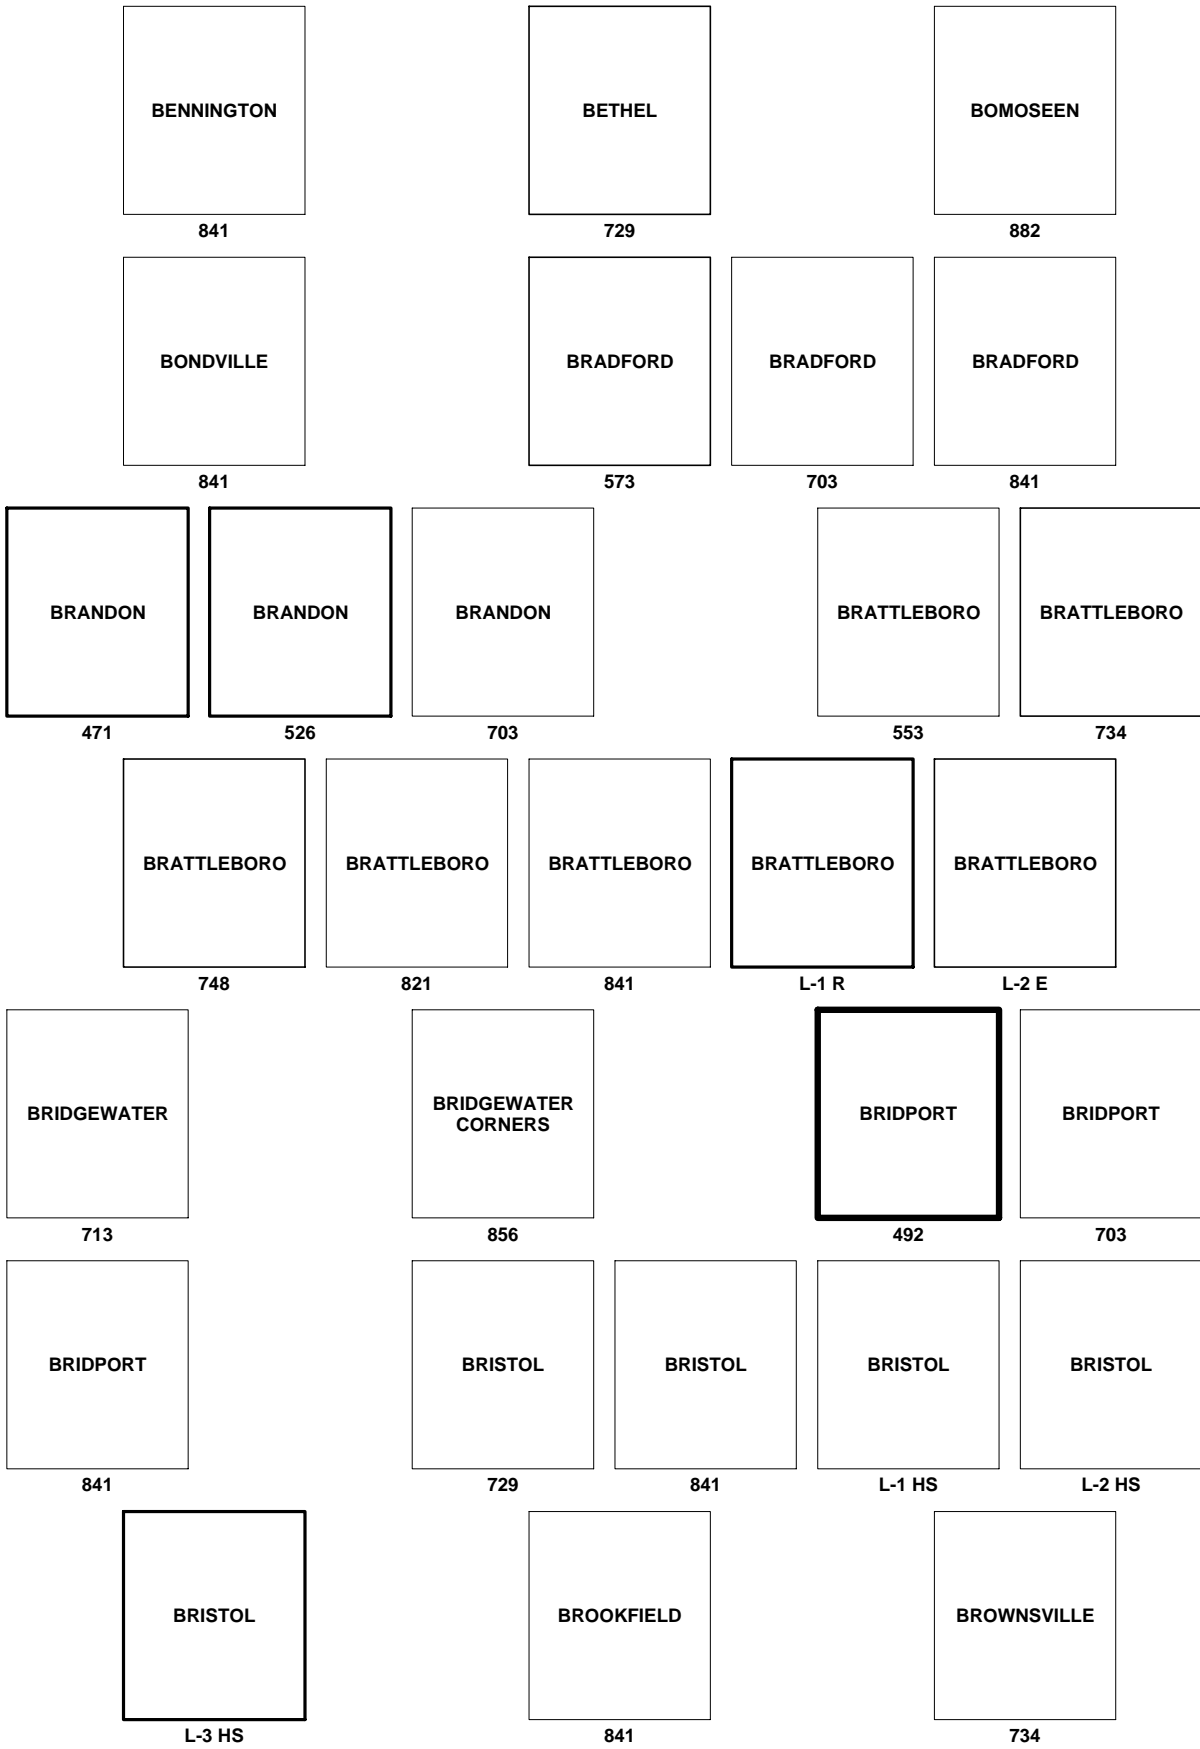 BENNINGTON
841
BETHEL
729
BOMOSEEN
882
BONDVILLE
841
BRADFORD
573
BRADFORD
703
BRADFORD
841
BRANDON
471
BRANDON
526
BRANDON
703
BRATTLEBORO
553
BRATTLEBORO
734
BRATTLEBORO
748
BRATTLEBORO
821
BRATTLEBORO
841
BRATTLEBORO
L-1 R
BRATTLEBORO
L-2 E
BRIDGEWATER
713
BRIDGEWATER
CORNERS
856
BRIDPORT
492
BRIDPORT
703
BRIDPORT
841
BRISTOL
729
BRISTOL
841
BRISTOL
L-1 HS
BRISTOL
L-2 HS
BRISTOL
L-3 HS
BROOKFIELD
841
BROWNSVILLE
734